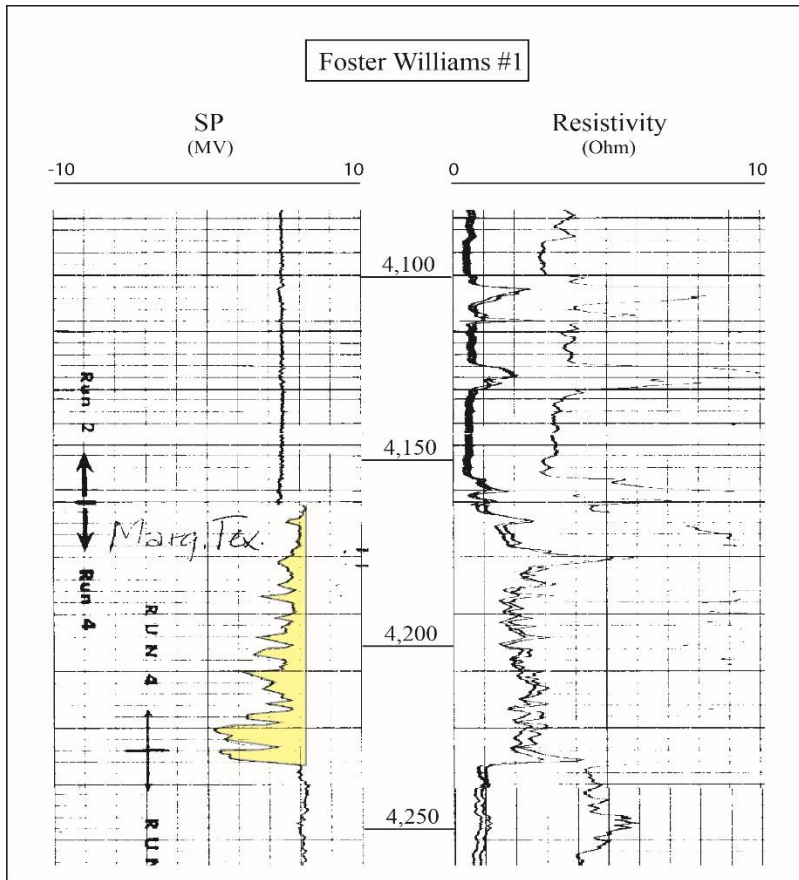 Foster Williams #1
SP
(MV)
-10
10
Resistivity
(Ohm)
0
10
4,100
Run 2
4,150
Marg. Tex.
Run 4
RUN 4
4,200
RUN
4,250